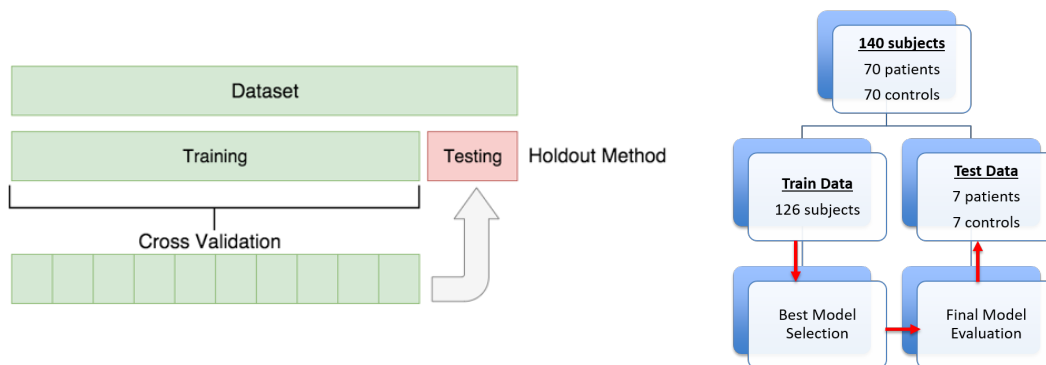 Dataset
Training
Testing
Holdout Method
Cross Validation
140 subjects
70 patients
70 controls
Train Data
126 subjects
Test Data
7 patients
7 controls
Best Model
Selection
Final Model
Evaluation